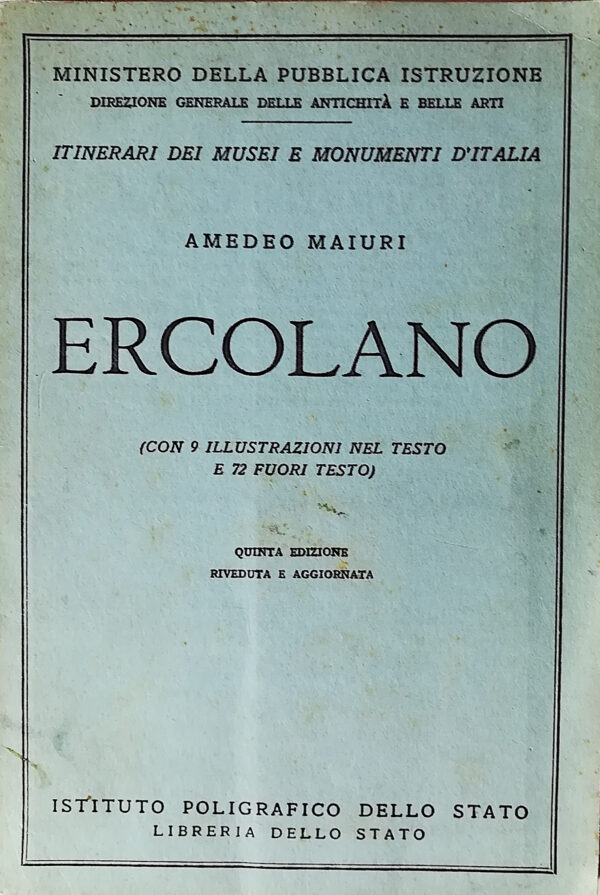 MINISTERO DELLA PUBBLICA ISTRUZIONE
DIREZIONE GENERALE DELLE ANTICHITÀ E BELLE ARTI
ITINERARI DEI MUSEI E MONUMENTI D'ITALIA
AMEDEO MAIURI
ERCOLANO
(CON 9 ILLUSTRAZIONI NEL TESTO
E 72 FUORI TESTO)
QUINTA EDIZIONE
RIVEDUTA E AGGIORNATA
ISTITUTO POLIGRAFICO DELLO STATO
LIBRERIA DELLO STATO